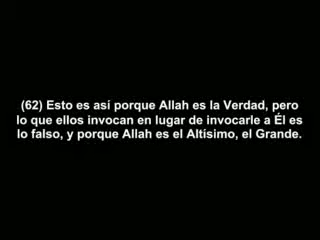 (62) Esto es así porque Allah es la Verdad, pero
lo que ellos invocan en lugar de invocarle a Él es
lo falso, y porque Allah es el Altísimo, el Grande.